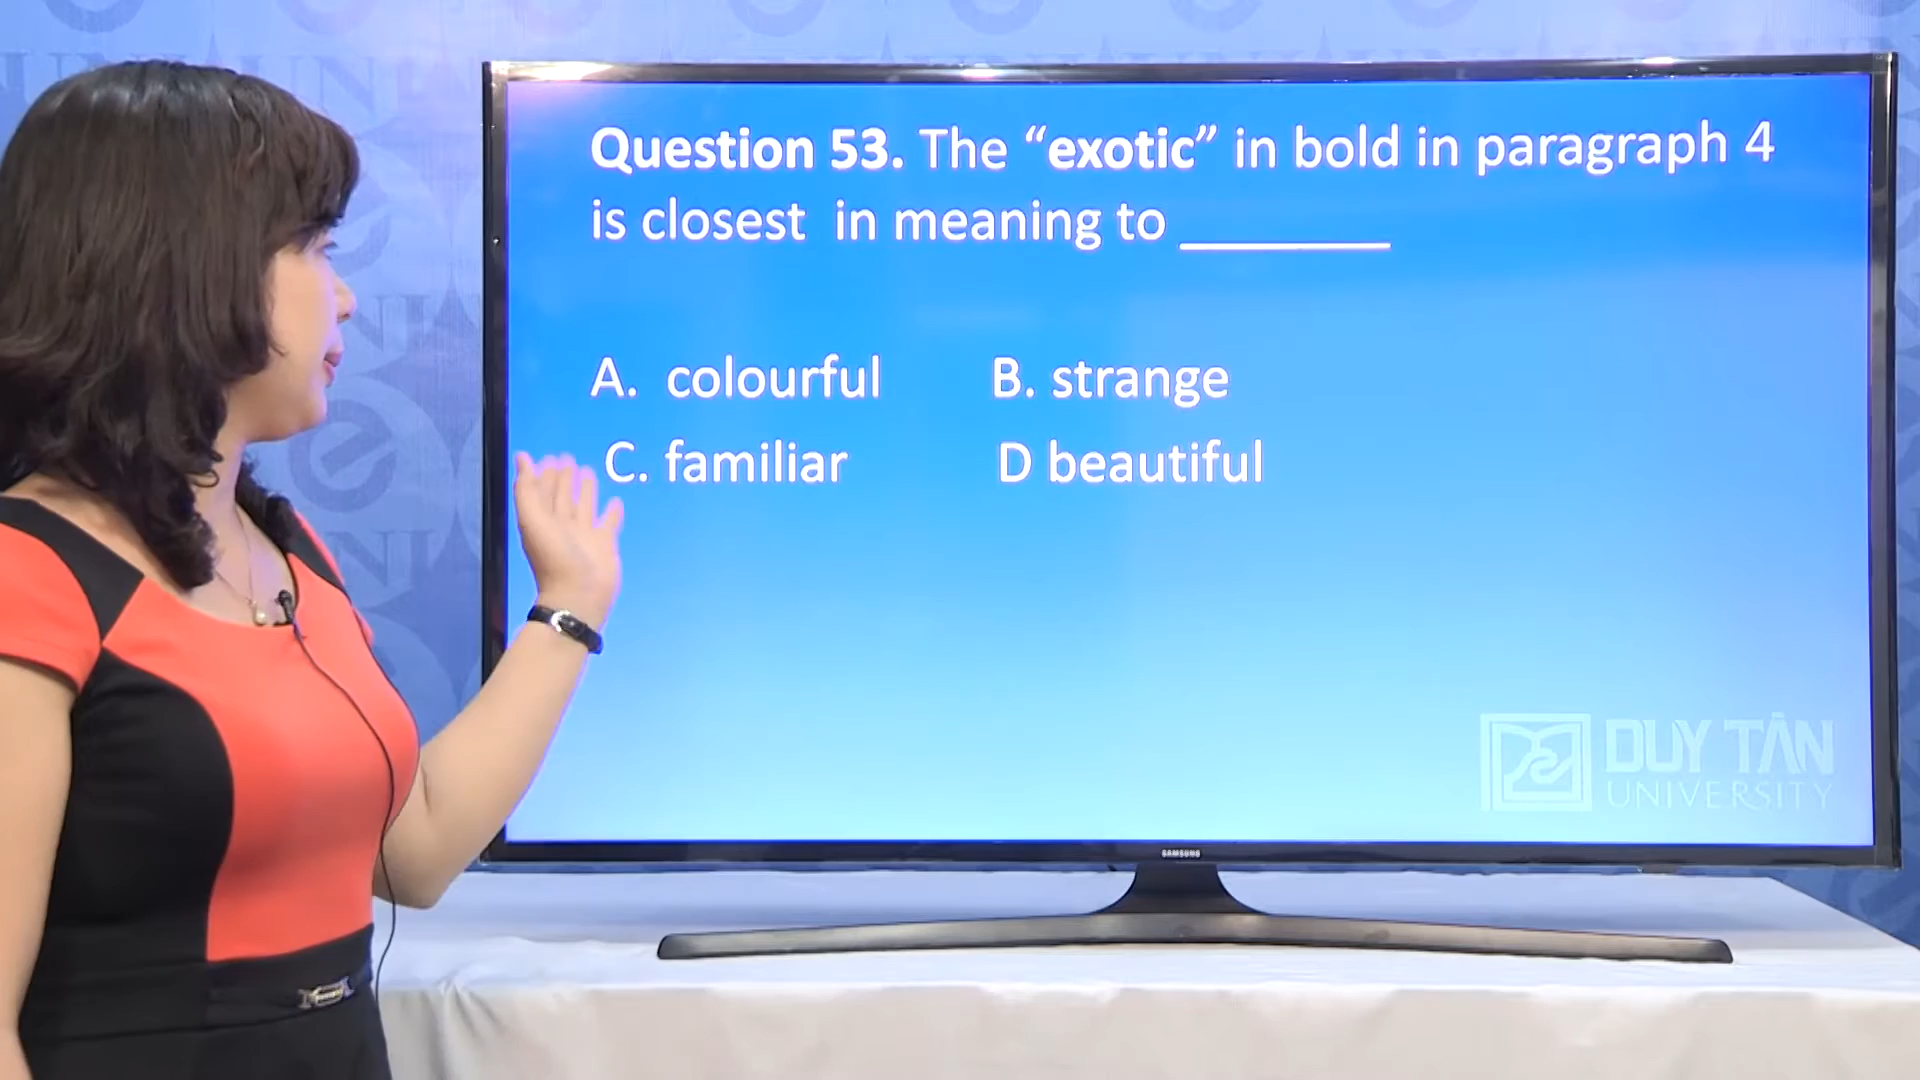 Question 53. The “exotic” in bold in paragraph 4
is closest in meaning to ________
A. colourful B. strange
C. familiar D beautiful
DUY TÂN
UNIVERSITY
SAMSUNG